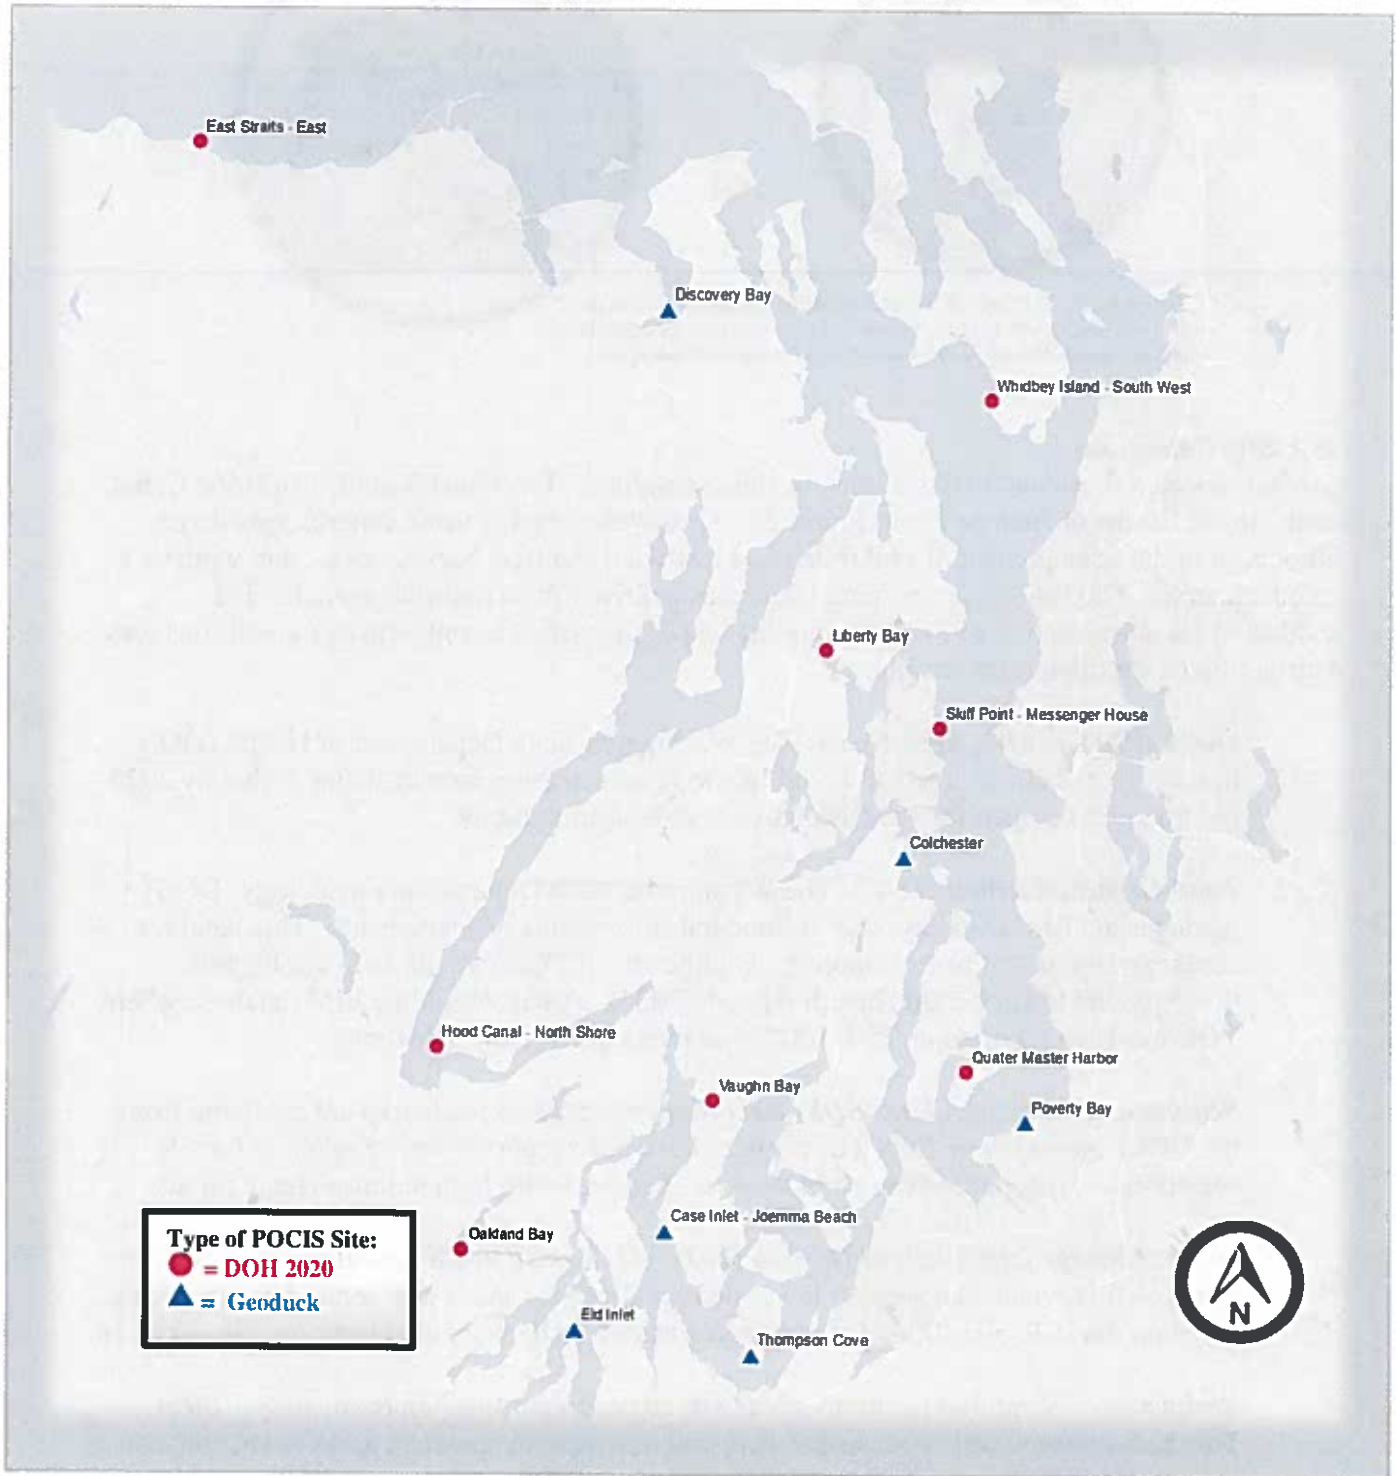 East Straits - East
Discovery Bay
Whidbey Island - South West
Liberty Bay
Skiff Point - Messenger House
Colchester
Hood Canal - North Shore
Quater Master Harbor
Vaughn Bay
Poverty Bay
Case Inlet - Joemma Beach
Oakland Bay
Eld Inlet
Thompson Cove
Type of POCIS Site:
= DOH 2020
= Geoduck
N